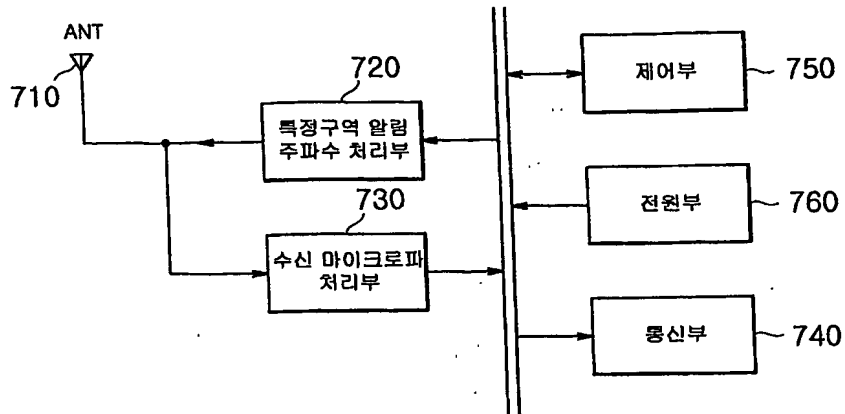 ANT
710
720
특정구역 알림
주파수 처리부
730
수신 마이크로파
처리부
제어부
750
전원부
760
통신부
740